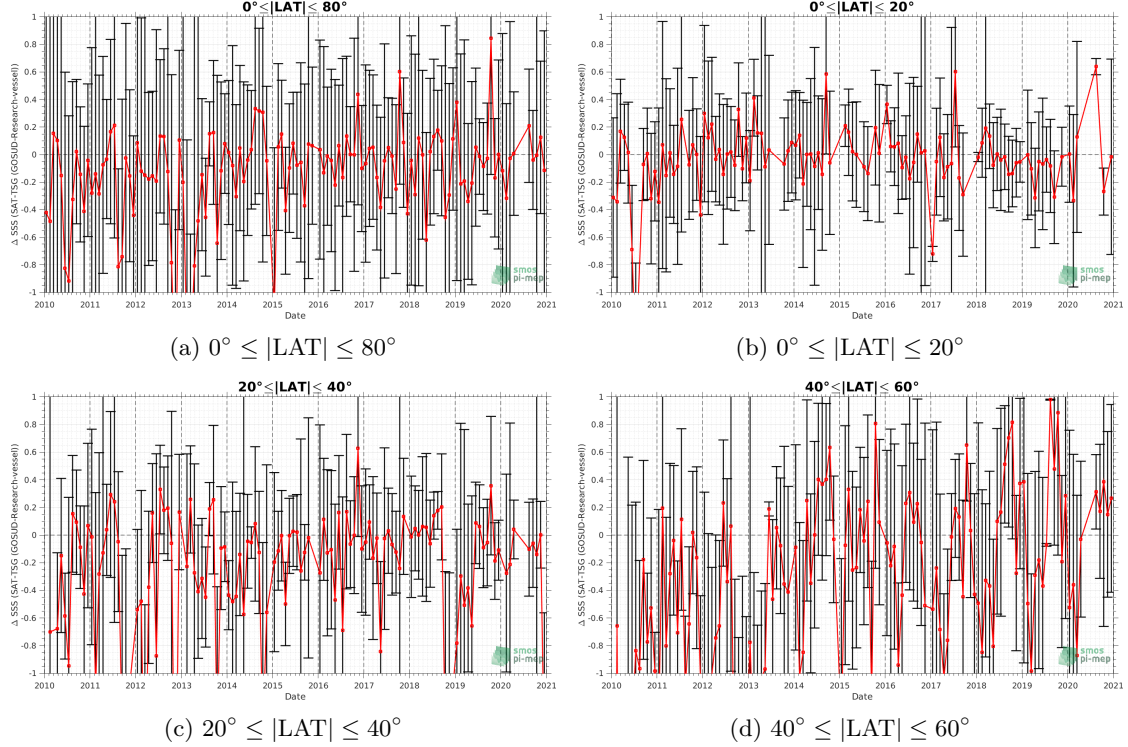 0°≤|LAT|≤ 80°
Δ SSS (SAT-TSG (GOSUD-Research-vessel))
1
0.8
0.6
0.4
0.2
0
-0.2
-0.4
-0.6
-0.8
-1
2010 2011 2012 2013 2014 2015 2016 2017 2018 2019 2020 2021
Date
smos
pi-mep
(a) 0° ≤ |LAT| ≤ 80°
0°≤|LAT|≤ 20°
Δ SSS (SAT-TSG (GOSUD-Research-vessel))
1
0.8
0.6
0.4
0.2
0
-0.2
-0.4
-0.6
-0.8
-1
2010 2011 2012 2013 2014 2015 2016 2017 2018 2019 2020 2021
Date
smos
pi-mep
(b) 0° ≤ |LAT| ≤ 20°
20°≤|LAT|≤ 40°
Δ SSS (SAT-TSG (GOSUD-Research-vessel))
1
0.8
0.6
0.4
0.2
0
-0.2
-0.4
-0.6
-0.8
-1
2010 2011 2012 2013 2014 2015 2016 2017 2018 2019 2020 2021
Date
smos
pi-mep
(c) 20° ≤ |LAT| ≤ 40°
40°≤|LAT|≤ 60°
Δ SSS (SAT-TSG (GOSUD-Research-vessel))
1
0.8
0.6
0.4
0.2
0
-0.2
-0.4
-0.6
-0.8
-1
2010 2011 2012 2013 2014 2015 2016 2017 2018 2019 2020 2021
Date
smos
pi-mep
(d) 40° ≤ |LAT| ≤ 60°